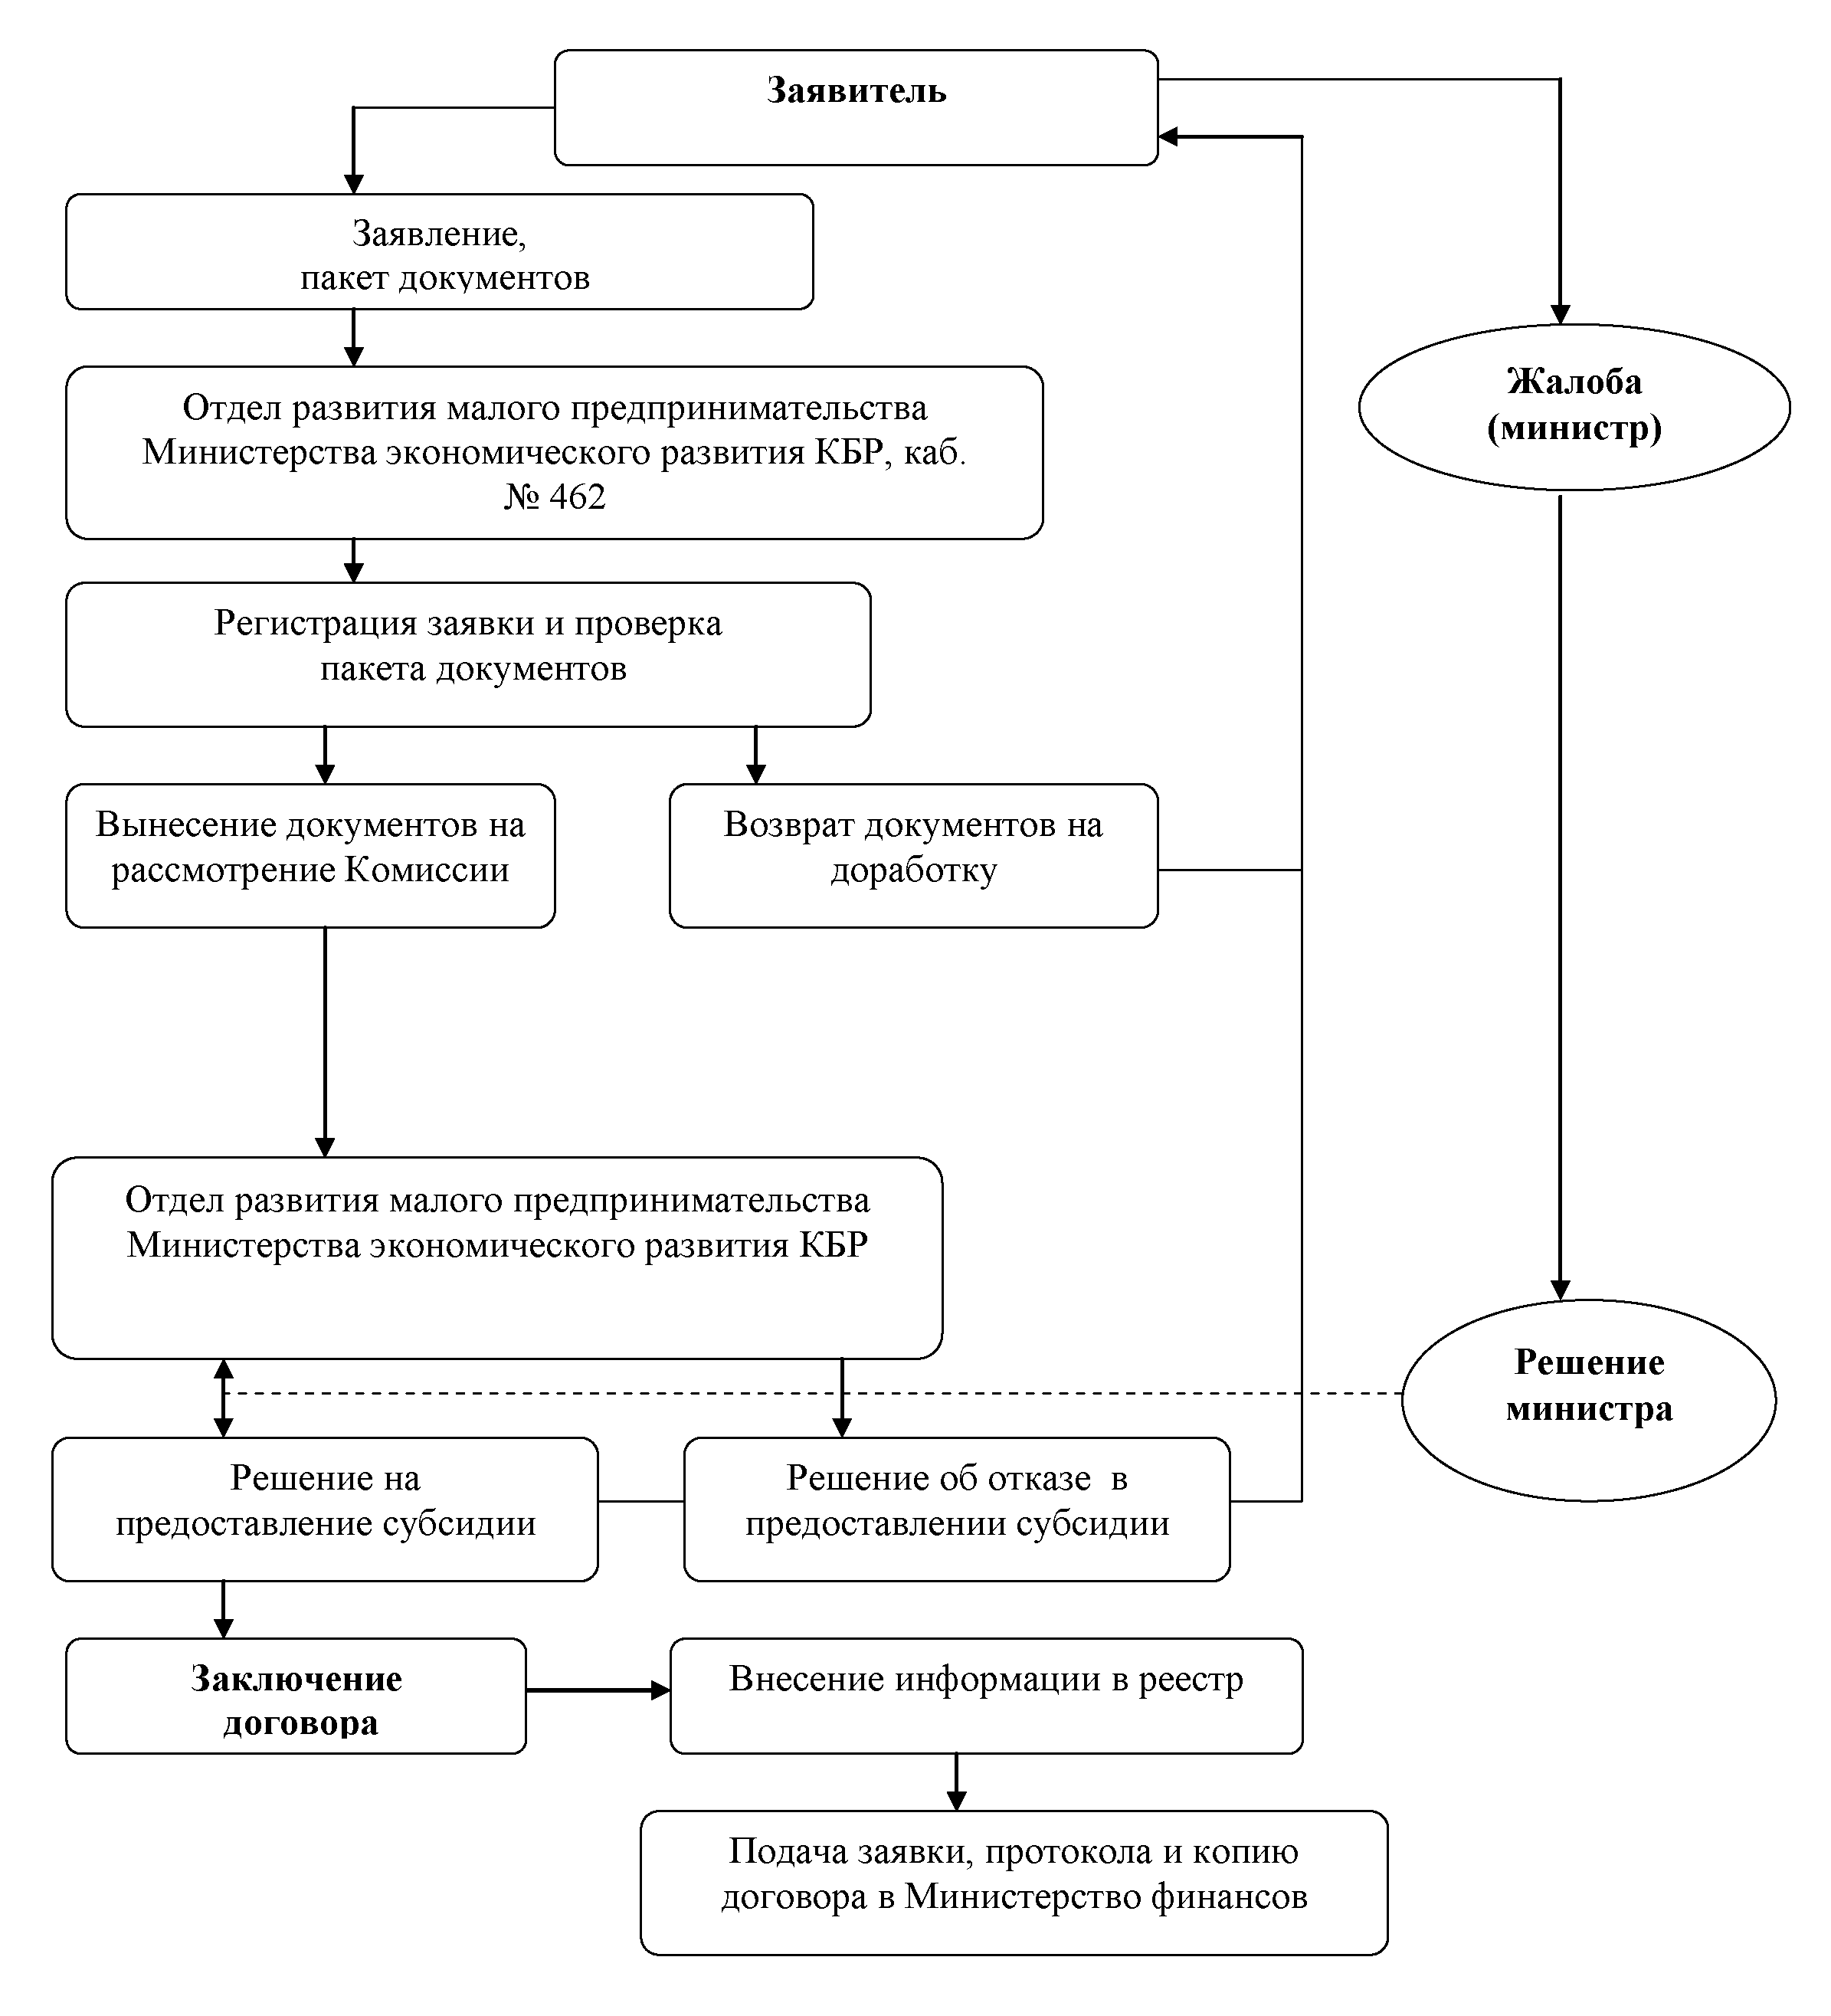 Заявитель
Заявление,
пакет документов
Жалоба
(министр)
Отдел развития малого предпринимательства
Министерства экономического развития КБР, каб.
№ 462
Регистрация заявки и проверка
пакета документов
Вынесение документов на
рассмотрение Комиссии
Возврат документов на
доработку
Отдел развития малого предпринимательства
Министерства экономического развития КБР
Решение
министра
Решение на
предоставление субсидии
Решение об отказе  в
предоставлении субсидии
Заключение
договора
Внесение информации в реестр
Подача заявки, протокола и копию
договора в Министерство финансов